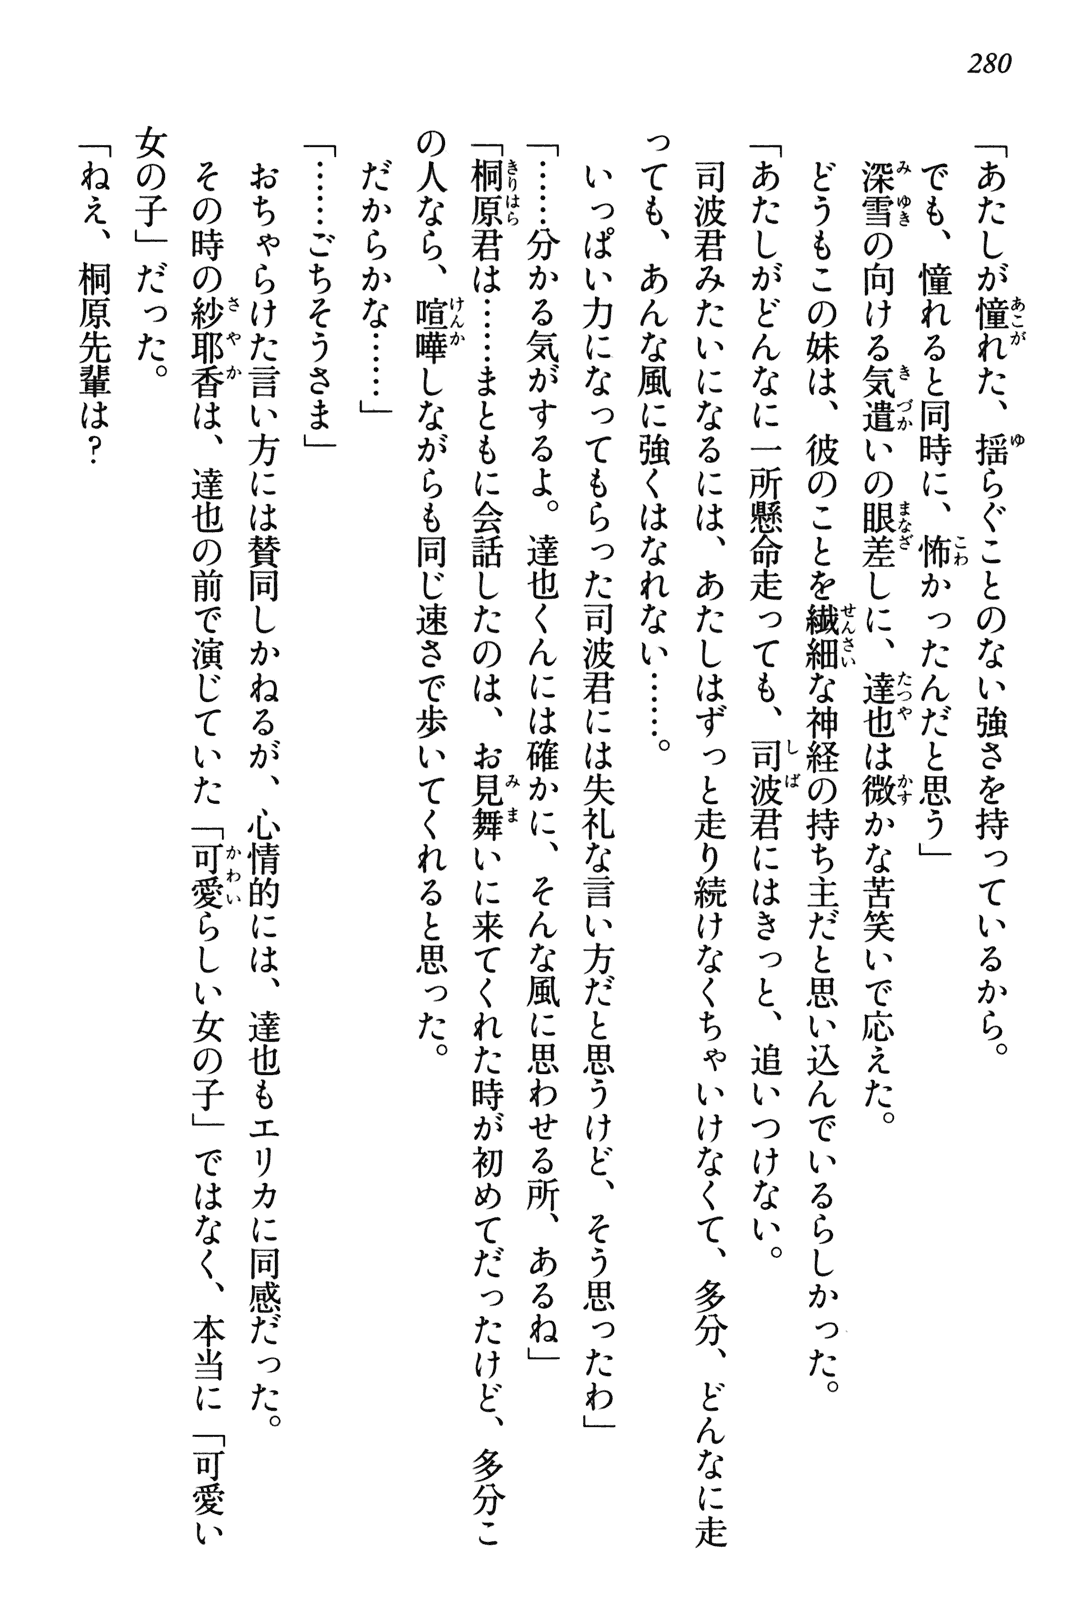 280
「あたしが憧れた、揺らぐことのない強さを持っているから。
でも、憧れると同時に、怖かったんだと思う」
深雪の向ける気遣いの眼差しに、達也は微かな苦笑いで応えた。
どうもこの妹は、彼のことを繊細な神経の持ち主だと思い込んでいるらしかった。
「あたしがどんなに一所懸命走っても、司波君にはきっと、追いつけない。
司波君みたいになるには、あたしはずっと走り続けなくちゃいけなくて、多分、どんなに走
っても、あんな風に強くはなれない……。
いっぱい力になってもらった司波君には失礼な言い方だと思うけど、そう思ったわ」
「……分かる気がするよ。達也くんには確かに、そんな風に思わせる所、あるね」
「桐原君は……まともに会話したのは、お見舞いに来てくれた時が初めてだったけど、多分こ
の人なら、喧嘩しながらも同じ速さで歩いてくれると思った。
だからかな……」
「……ごちそうさま」
おちゃらけた言い方には賛同しかねるが、心情的には、達也もエリカに同感だった。
その時の紗耶香は、達也の前で演じていた「可愛らしい女の子」ではなく、本当に「可愛い
女の子」だった。
「ねえ、桐原先輩は?